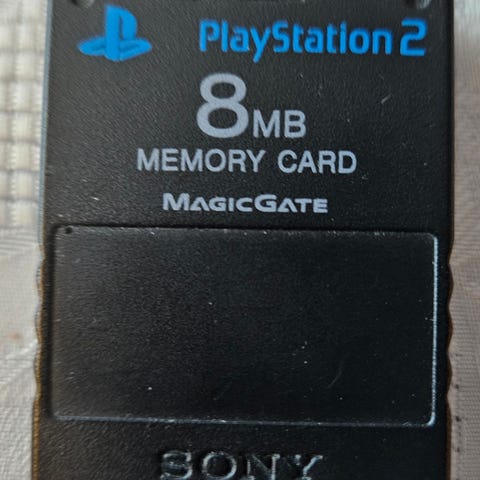 PlayStation 2
8MB
MEMORY CARD
MAGICGATE
SONY